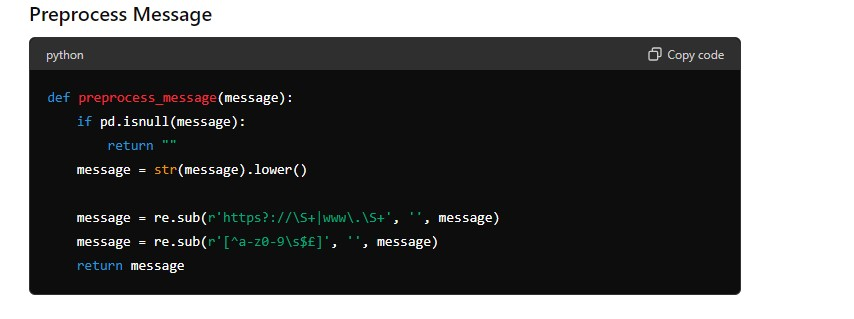 Preprocess Message
python
Copy code
def preprocess_message(message):
    if pd.isnull(message):
        return ""
    message = str(message).lower()

    message = re.sub(r'https?://\S+|www\.\S+', '', message)
    message = re.sub(r'[^a-z0-9\s$£]', '', message)
    return message